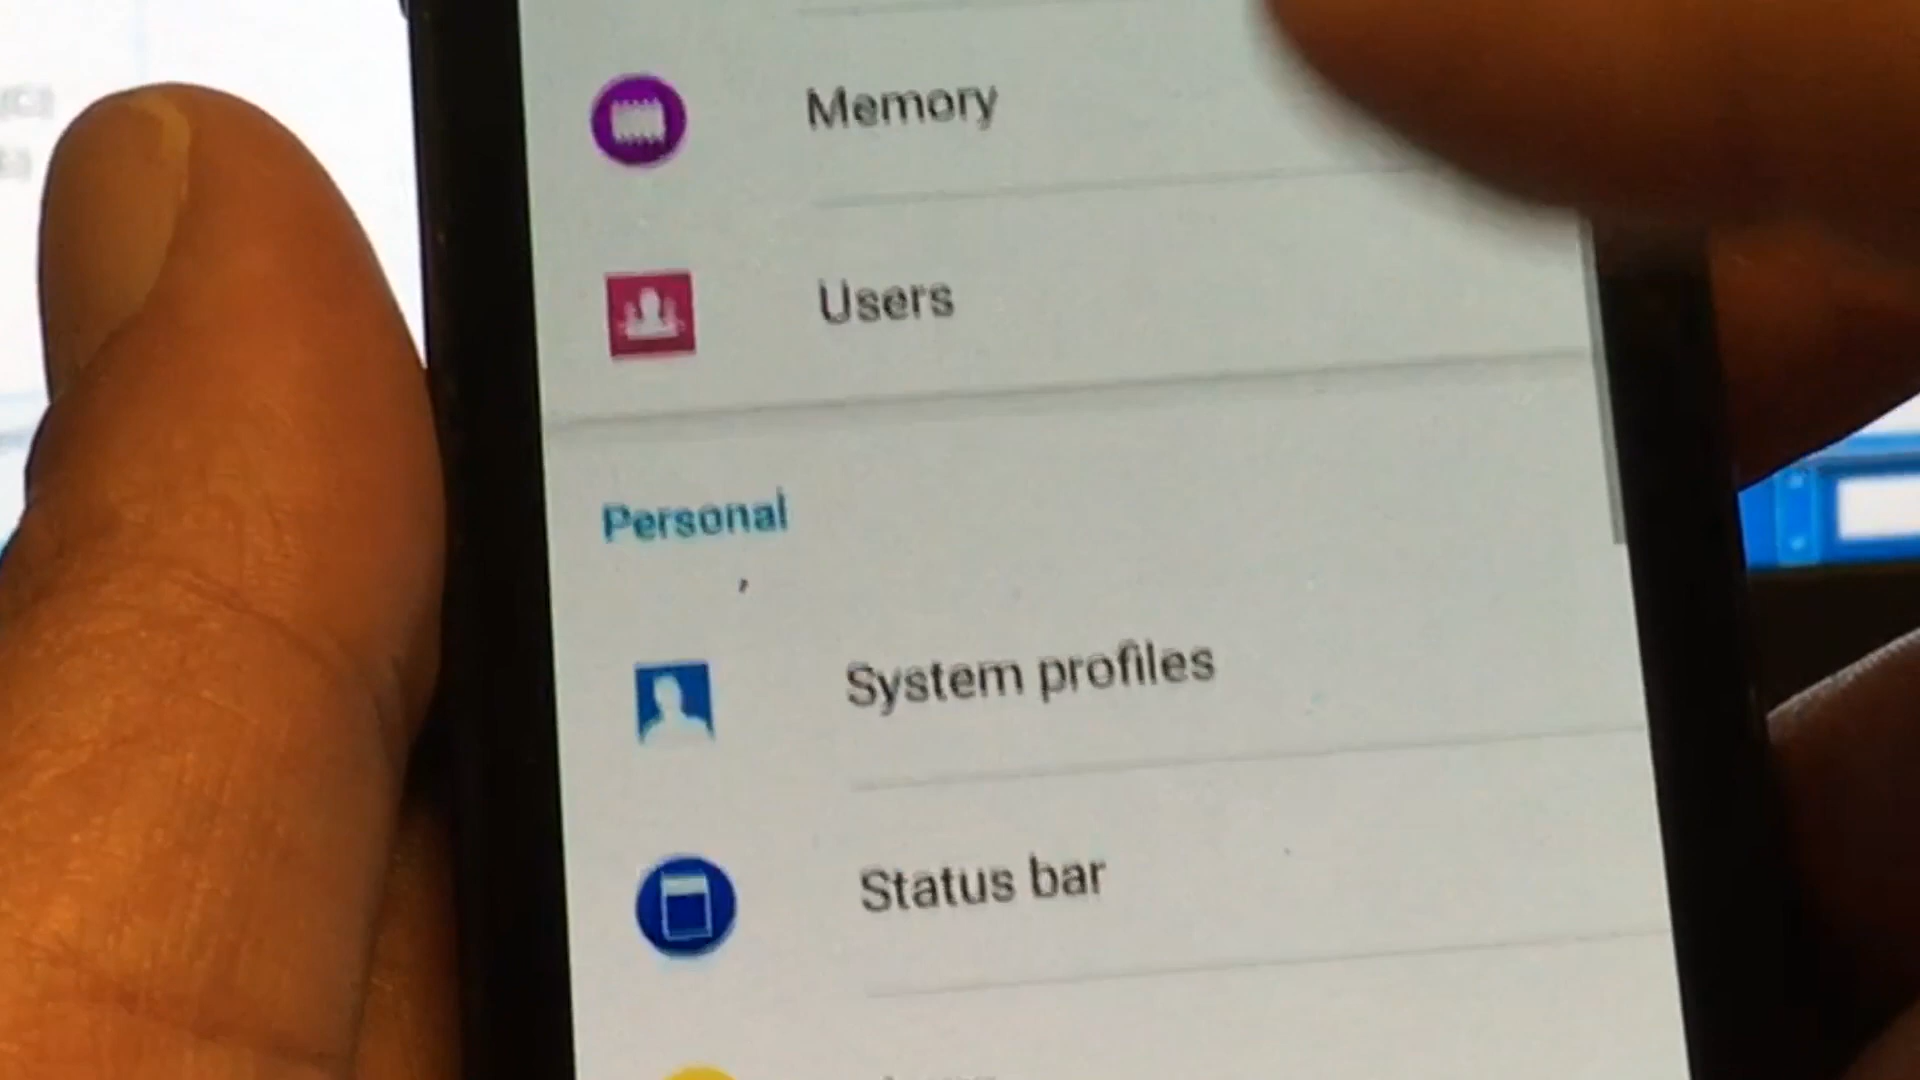 Memory
Users
Personal
System profiles
Status bar